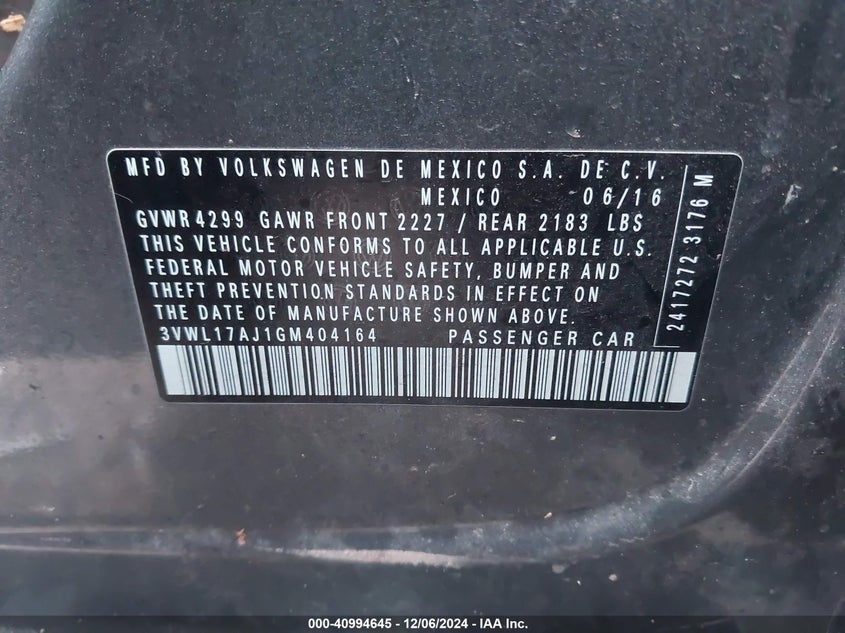 MFD BY VOLKSWAGEN DE MEXICO S.A. DE C.V.
MEXICO 06/16
GVWR 4299 GAWR FRONT 2227 / REAR 2183 LBS
THIS VEHICLE CONFORMS TO ALL APPLICABLE U.S.
FEDERAL MOTOR VEHICLE SAFETY, BUMPER AND
THEFT PREVENTION STANDARDS IN EFFECT ON
THE DATE OF MANUFACTURE SHOWN ABOVE.
3VWL17AJ1GM404164 PASSENGER CAR
2417272 3176 M
000-40994645 - 12/06/2024 - IAA Inc.